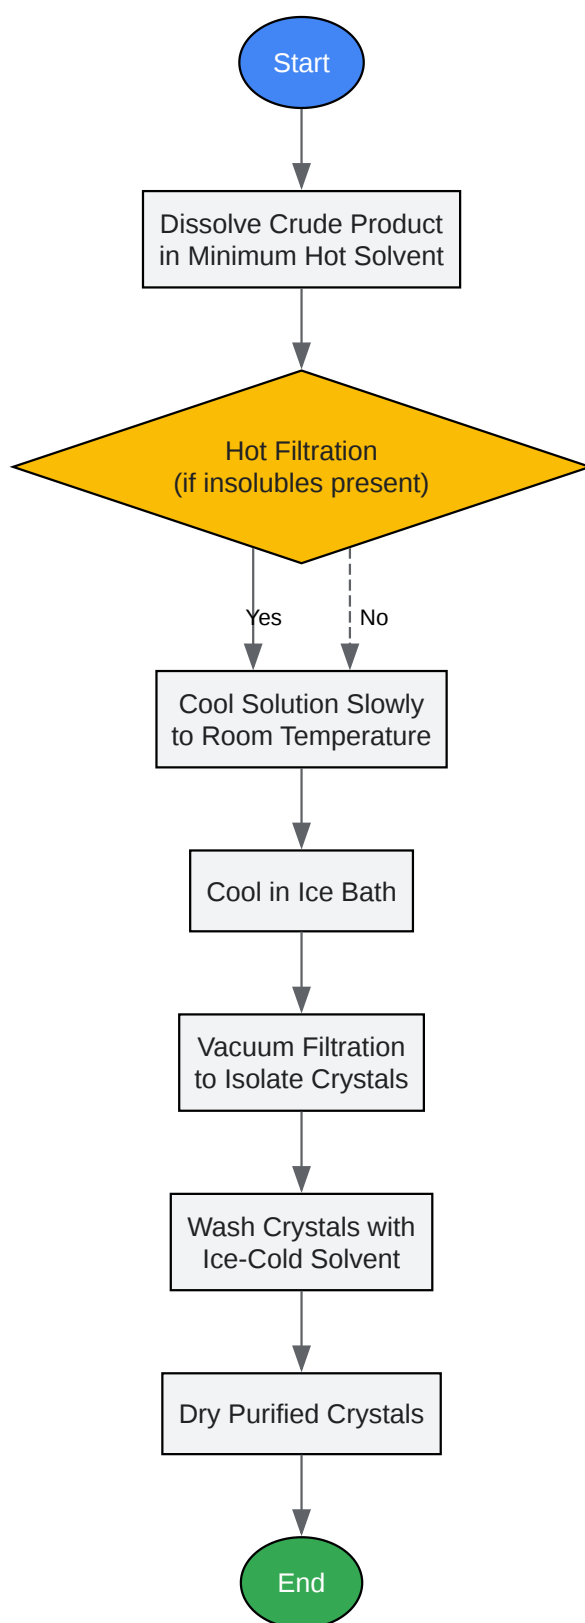 Start
Dissolve Crude Product
in Minimum Hot Solvent
Hot Filtration
(if insolubles present)
Yes
No
Cool Solution Slowly
to Room Temperature
Cool in Ice Bath
Vacuum Filtration
to Isolate Crystals
Wash Crystals with
Ice-Cold Solvent
Dry Purified Crystals
End